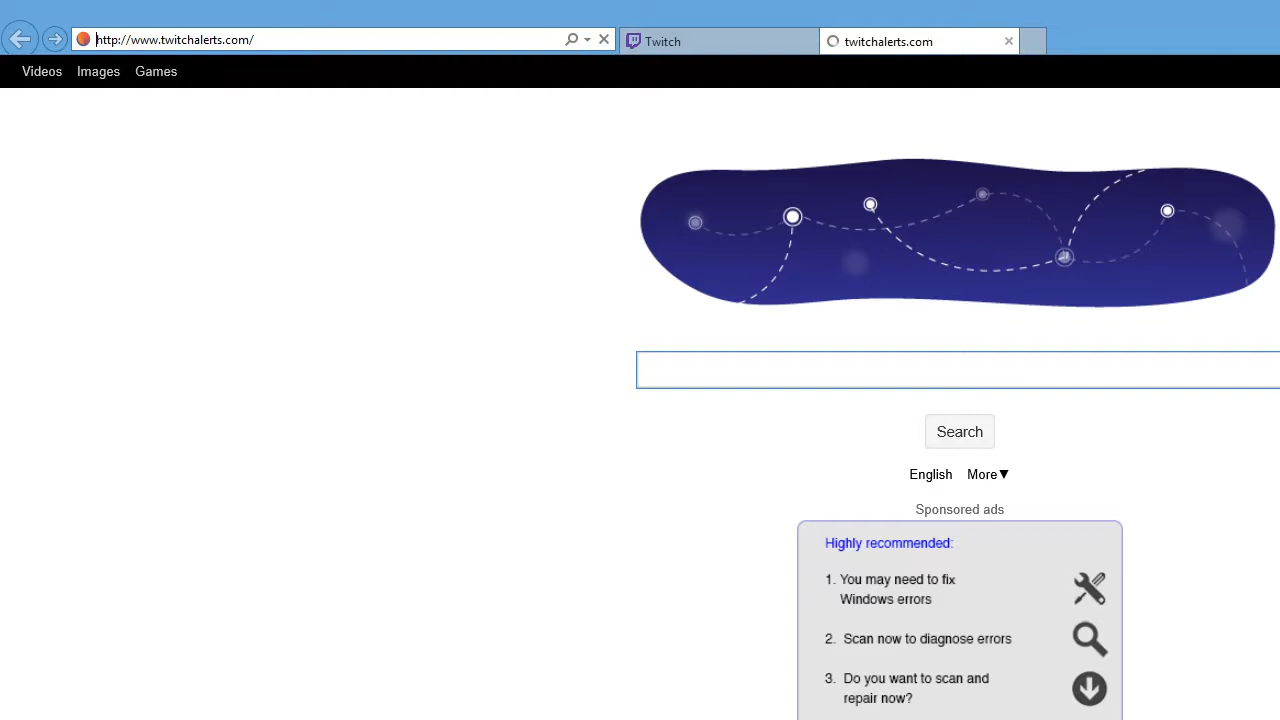 http://www.twitchalerts.com/
Twitch
twitchalerts.com
Videos Images Games
Search
English More▼
Sponsored ads
Highly recommended:
1. You may need to fix
Windows errors
2. Scan now to diagnose errors
3. Do you want to scan and
repair now?